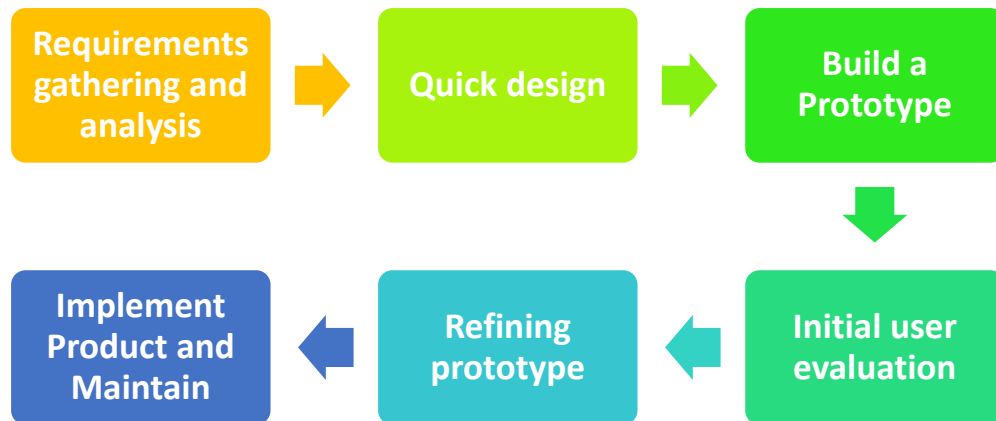 Requirements
gathering and
analysis
Quick design
Build a
Prototype
Initial user
evaluation
Refining
prototype
Implement
Product and
Maintain